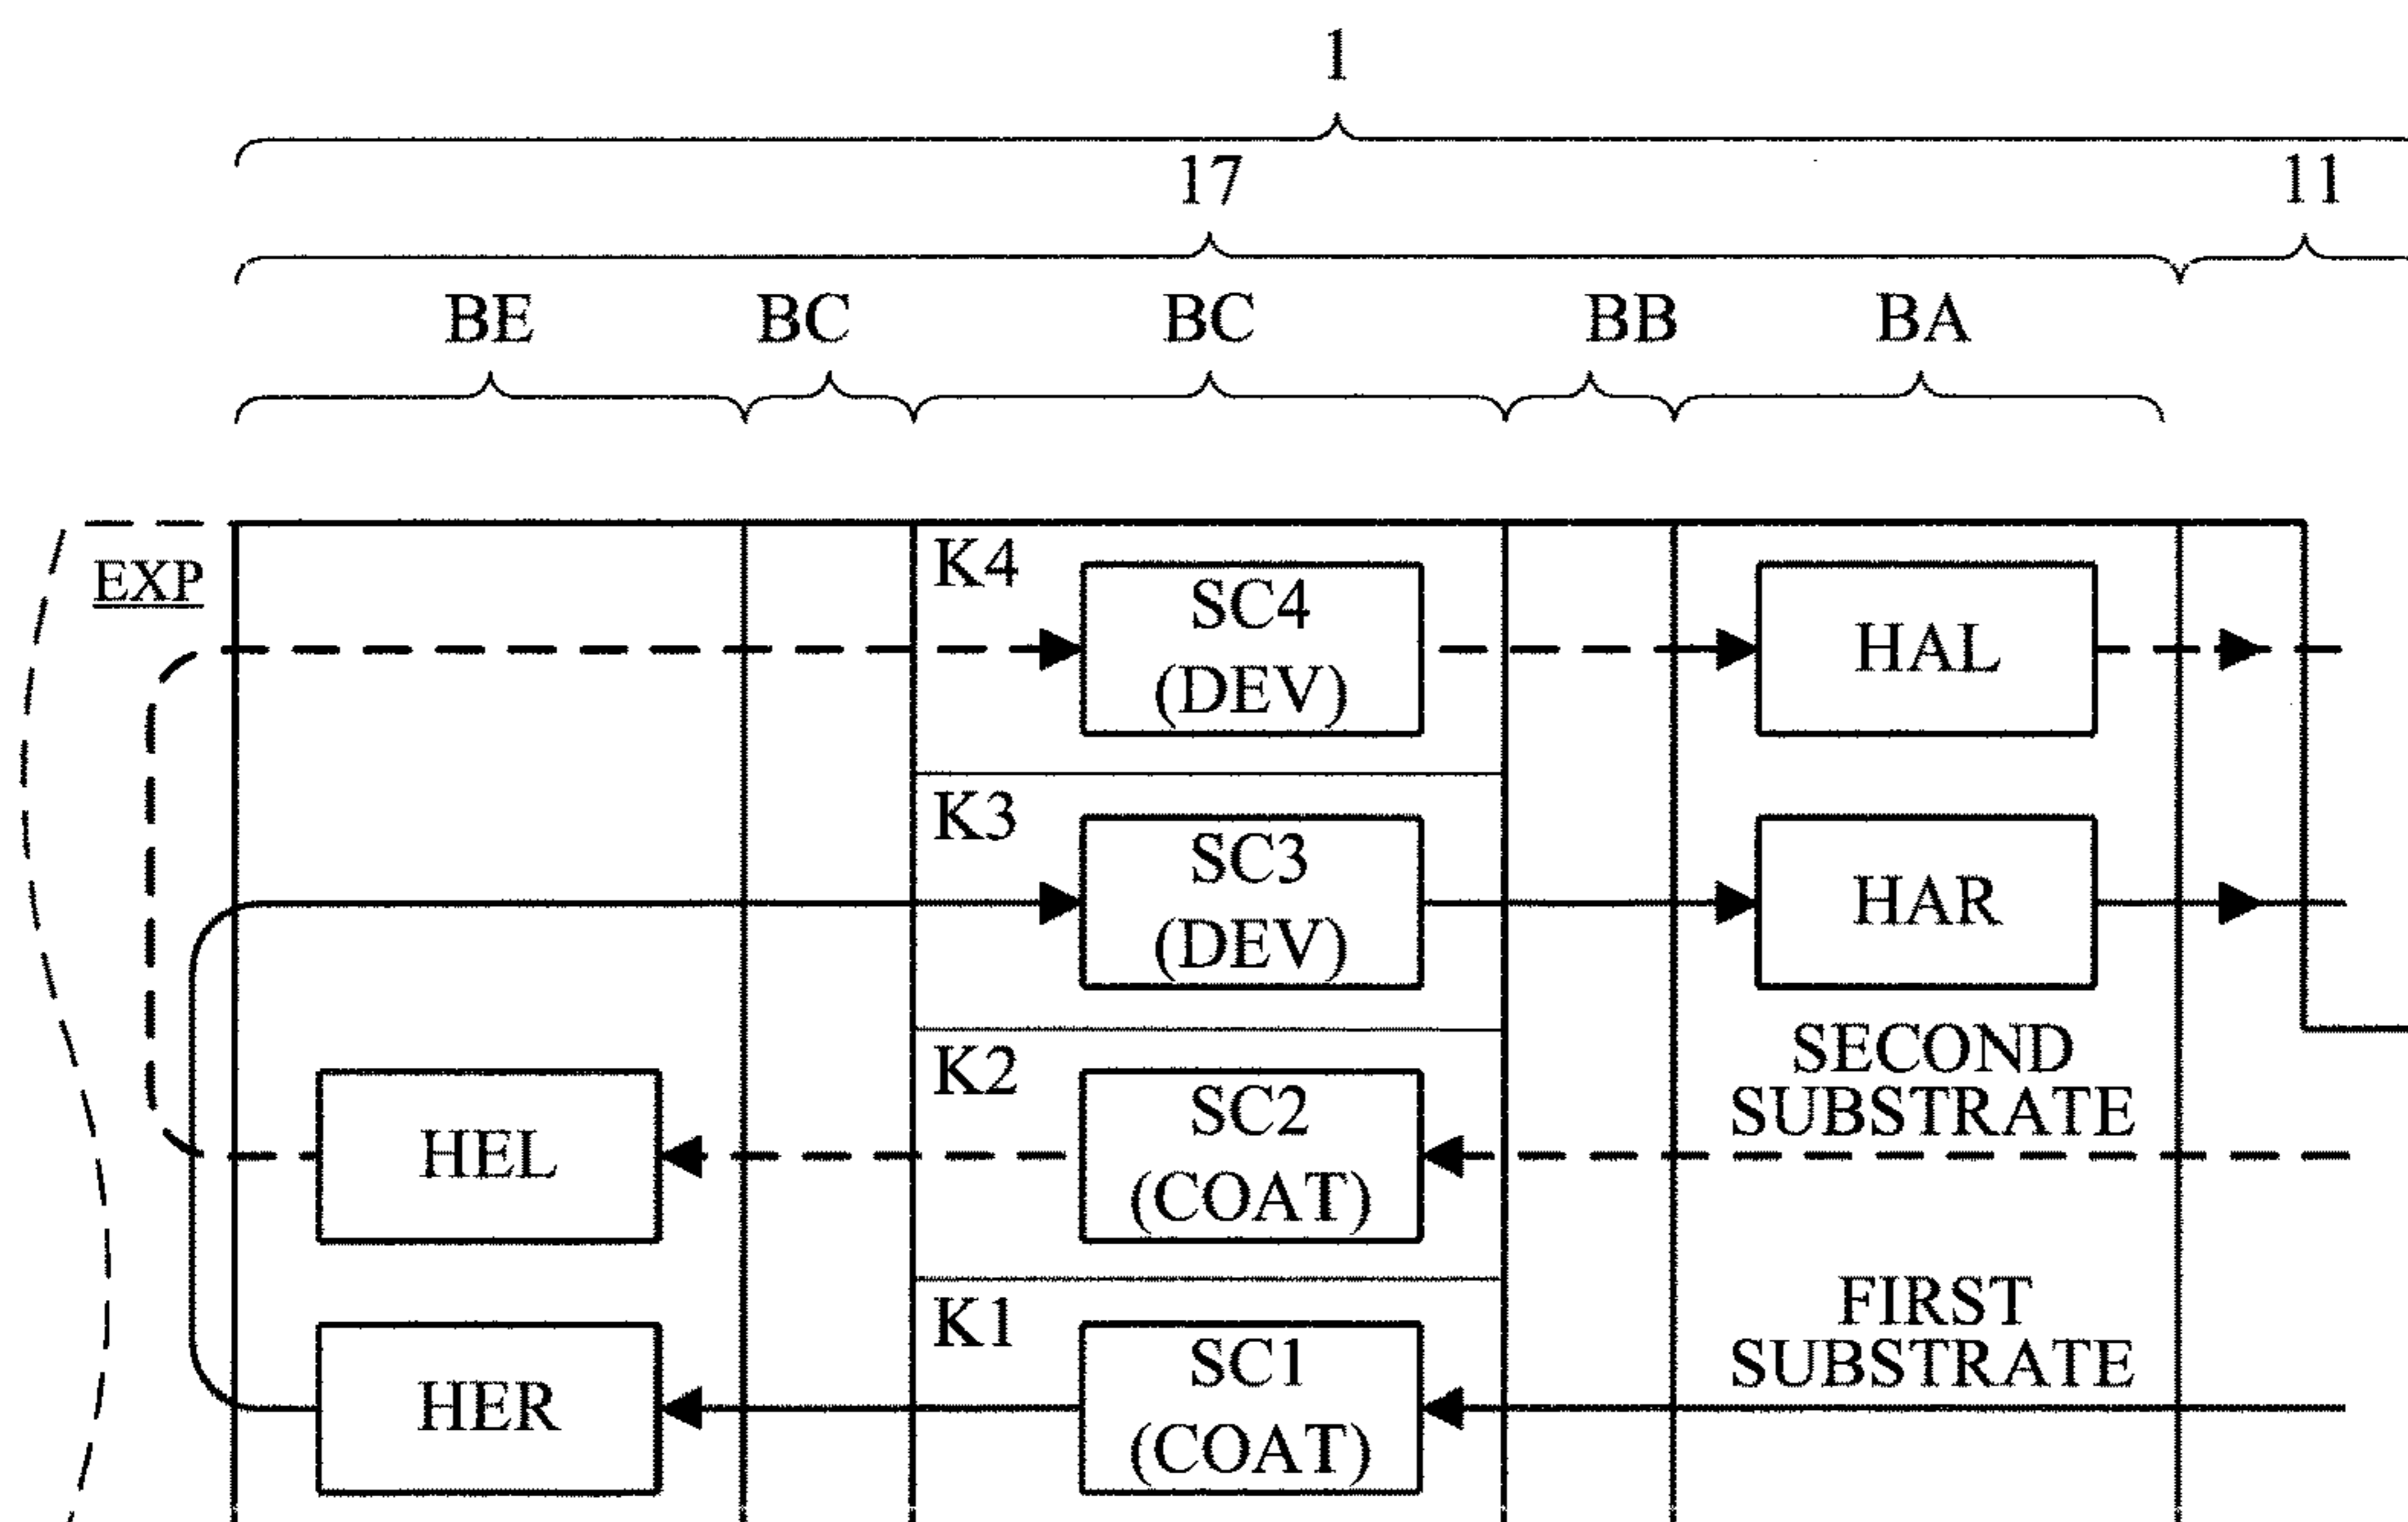 1
17
11
BE
BC
BC
BB
BA
EXP
K4
SC4
(DEV)
HAL
K3
SC3
(DEV)
HAR
K2
SC2
(COAT)
HEL
SECOND
SUBSTRATE
K1
SC1
(COAT)
HER
FIRST
SUBSTRATE